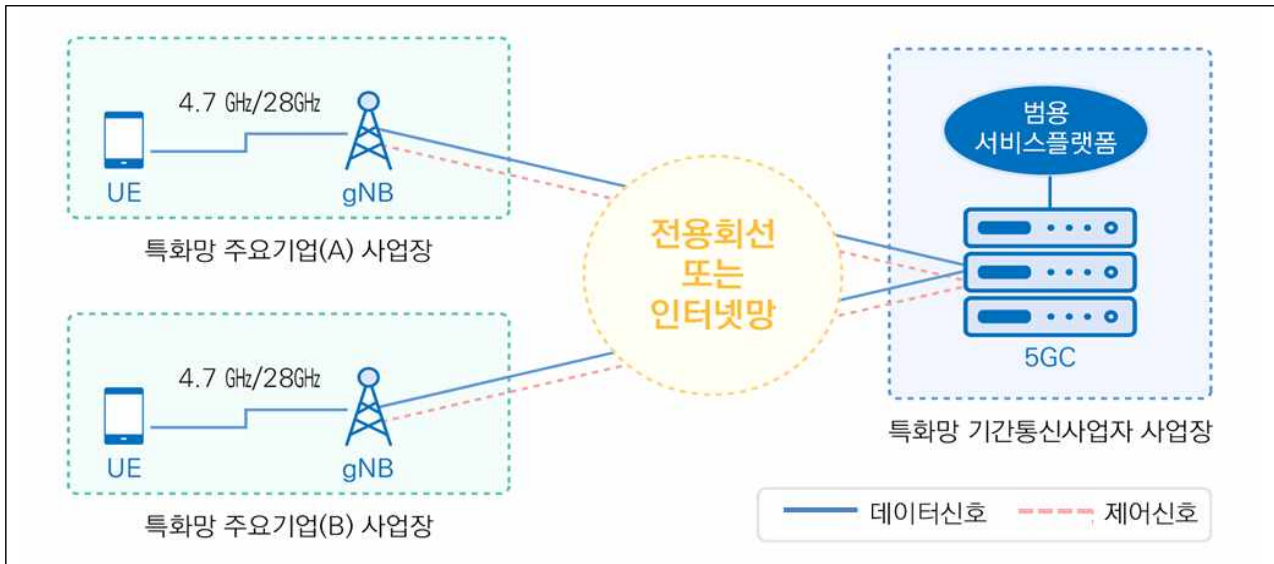 4.7 GHz/28GHz
UE
gNB
특화망 주요기업(A) 사업장
4.7 GHz/28GHz
UE
gNB
특화망 주요기업(B) 사업장
전용회선
또는
인터넷망
범용
서비스플랫폼
5GC
특화망 기간통신사업자 사업장
데이터신호
제어신호